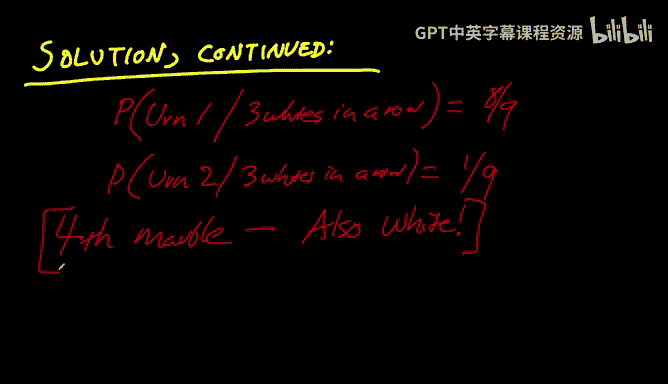 GPT中英字幕课程资源 bilibili
SOLUTION, CONTINUED:
P(Urn 1 / 3 whites in a row) = 8/9
P(Urn 2 / 3 whites in a row) = 1/9
[4th marble — Also white!]